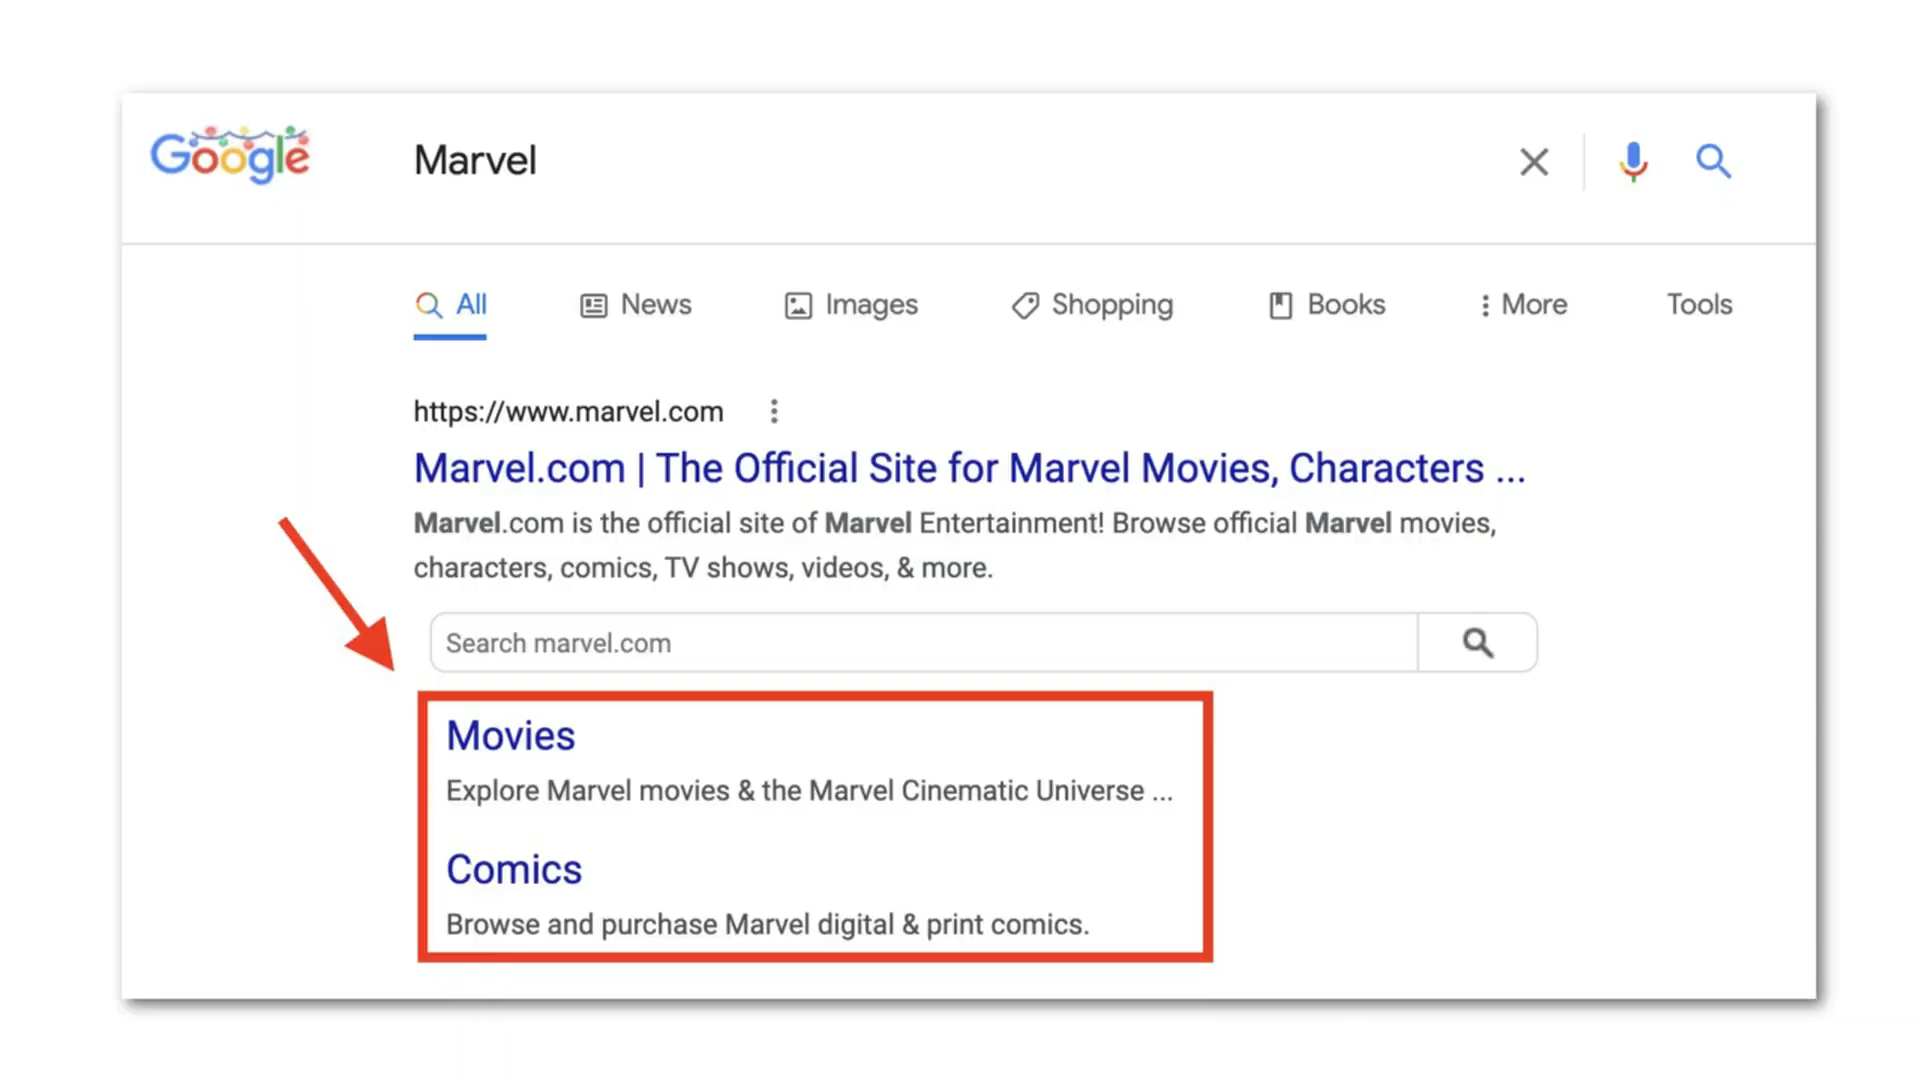 Google
Marvel
All News Images Shopping Books More Tools
https://www.marvel.com
Marvel.com | The Official Site for Marvel Movies, Characters ...
Marvel.com is the official site of Marvel Entertainment! Browse official Marvel movies,
characters, comics, TV shows, videos, & more.
Search marvel.com
Movies
Explore Marvel movies & the Marvel Cinematic Universe ...
Comics
Browse and purchase Marvel digital & print comics.